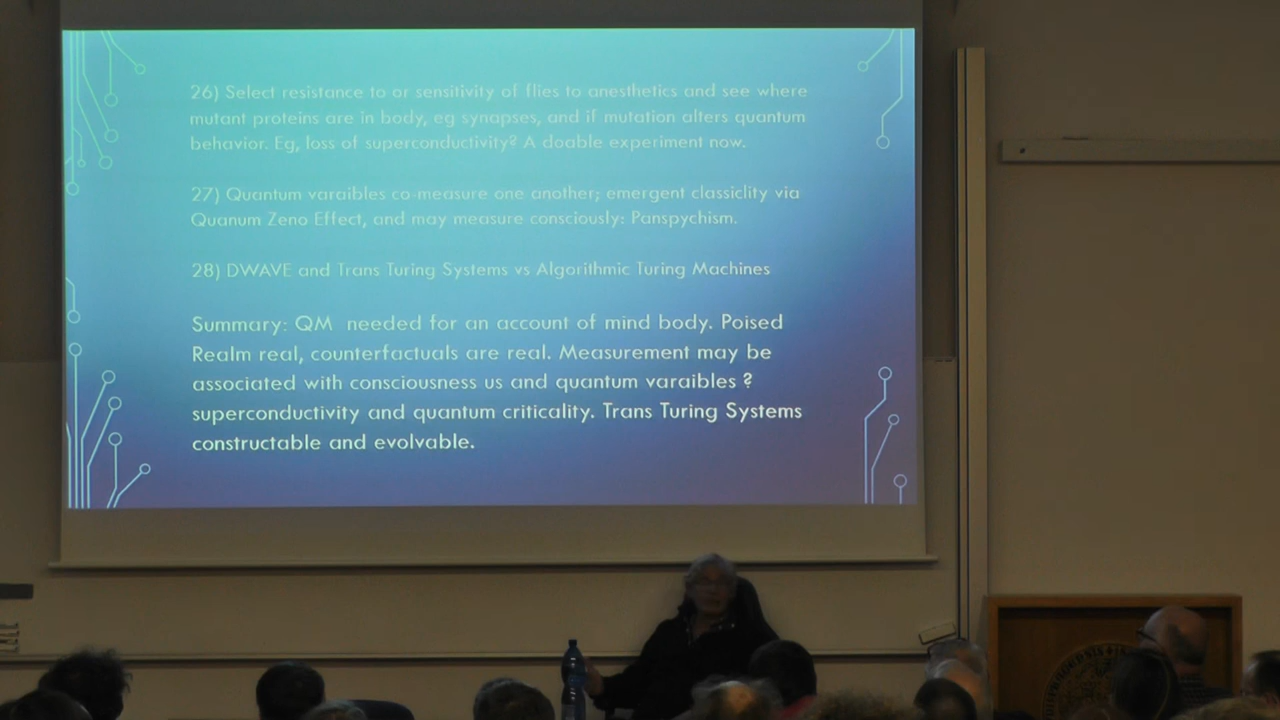 26) Select resistance to or sensitivity of flies to anesthetics and see where
mutant proteins are in body, eg synapses, and if mutation alters quantum
behavior. Eg, loss of superconductivity? A doable experiment now.
27) Quantum varaibles co-measure one another; emergent classiclity via
Quanum Zeno Effect, and may measure consciously: Panspychism.
28) DWAVE and Trans Turing Systems vs Algorithmic Turing Machines
Summary: QM needed for an account of mind body. Poised
Realm real, counterfactuals are real. Measurement may be
associated with consciousness us and quantum varaibles ?
superconductivity and quantum criticality. Trans Turing Systems
constructable and evolvable.